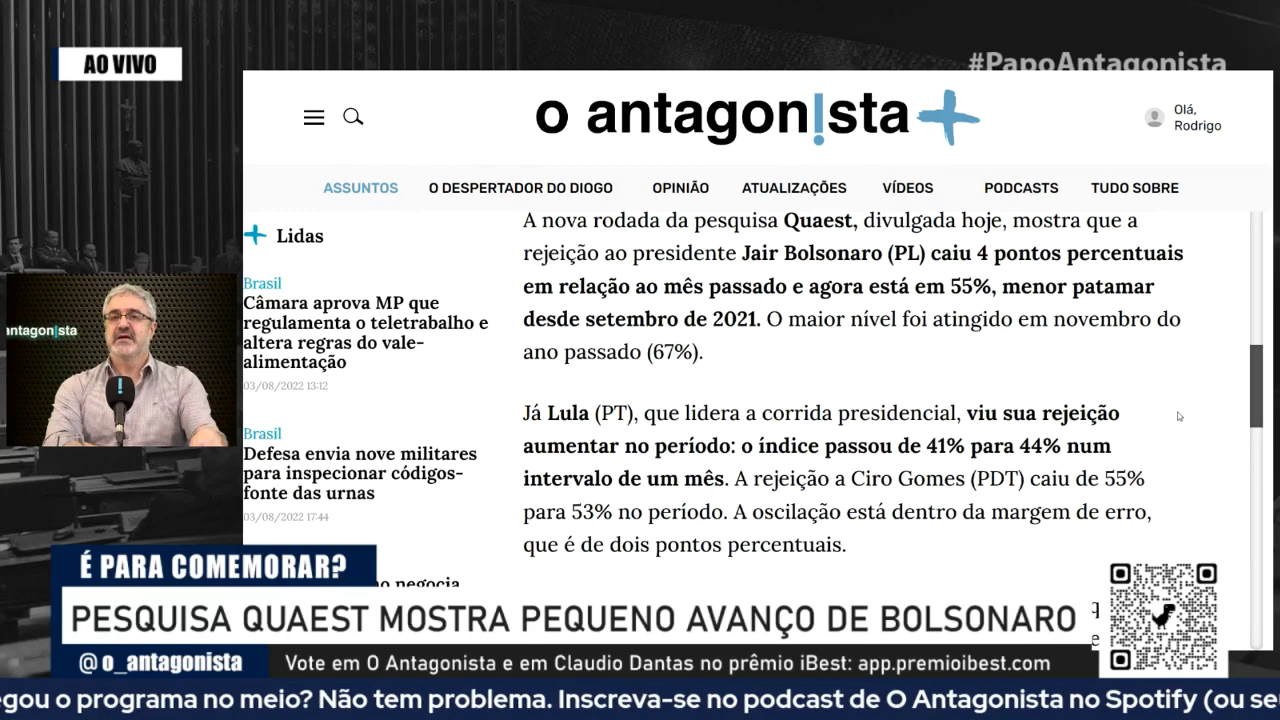 AO VIVO
#PapoAntagonista
o antagon!sta+
Olá,
Rodrigo
ASSUNTOS O DESPERTADOR DO DIOGO OPINIÃO ATUALIZAÇÕES VÍDEOS PODCASTS TUDO SOBRE
+ Lidas
Brasil
Câmara aprova MP que
regulamenta o teletrabalho e
altera regras do vale-
alimentação
03/08/2022 13:12
Brasil
Defesa envia nove militares
para inspecionar códigos-
fonte das urnas
03/08/2022 17:44
negocia
A nova rodada da pesquisa Quaest, divulgada hoje, mostra que a
rejeição ao presidente Jair Bolsonaro (PL) caiu 4 pontos percentuais
em relação ao mês passado e agora está em 55%, menor patamar
desde setembro de 2021. O maior nível foi atingido em novembro do
ano passado (67%).
Já Lula (PT), que lidera a corrida presidencial, viu sua rejeição
aumentar no período: o índice passou de 41% para 44% num
intervalo de um mês. A rejeição a Ciro Gomes (PDT) caiu de 55%
para 53% no período. A oscilação está dentro da margem de erro,
que é de dois pontos percentuais.
antagon!sta
É PARA COMEMORAR?
PESQUISA QUAEST MOSTRA PEQUENO AVANÇO DE BOLSONARO
@o_antagonista
Vote em O Antagonista e em Claudio Dantas no prêmio iBest: app.premioibest.com
egou o programa no meio? Não tem problema. Inscreva-se no podcast de O Antagonista no Spotify (ou se